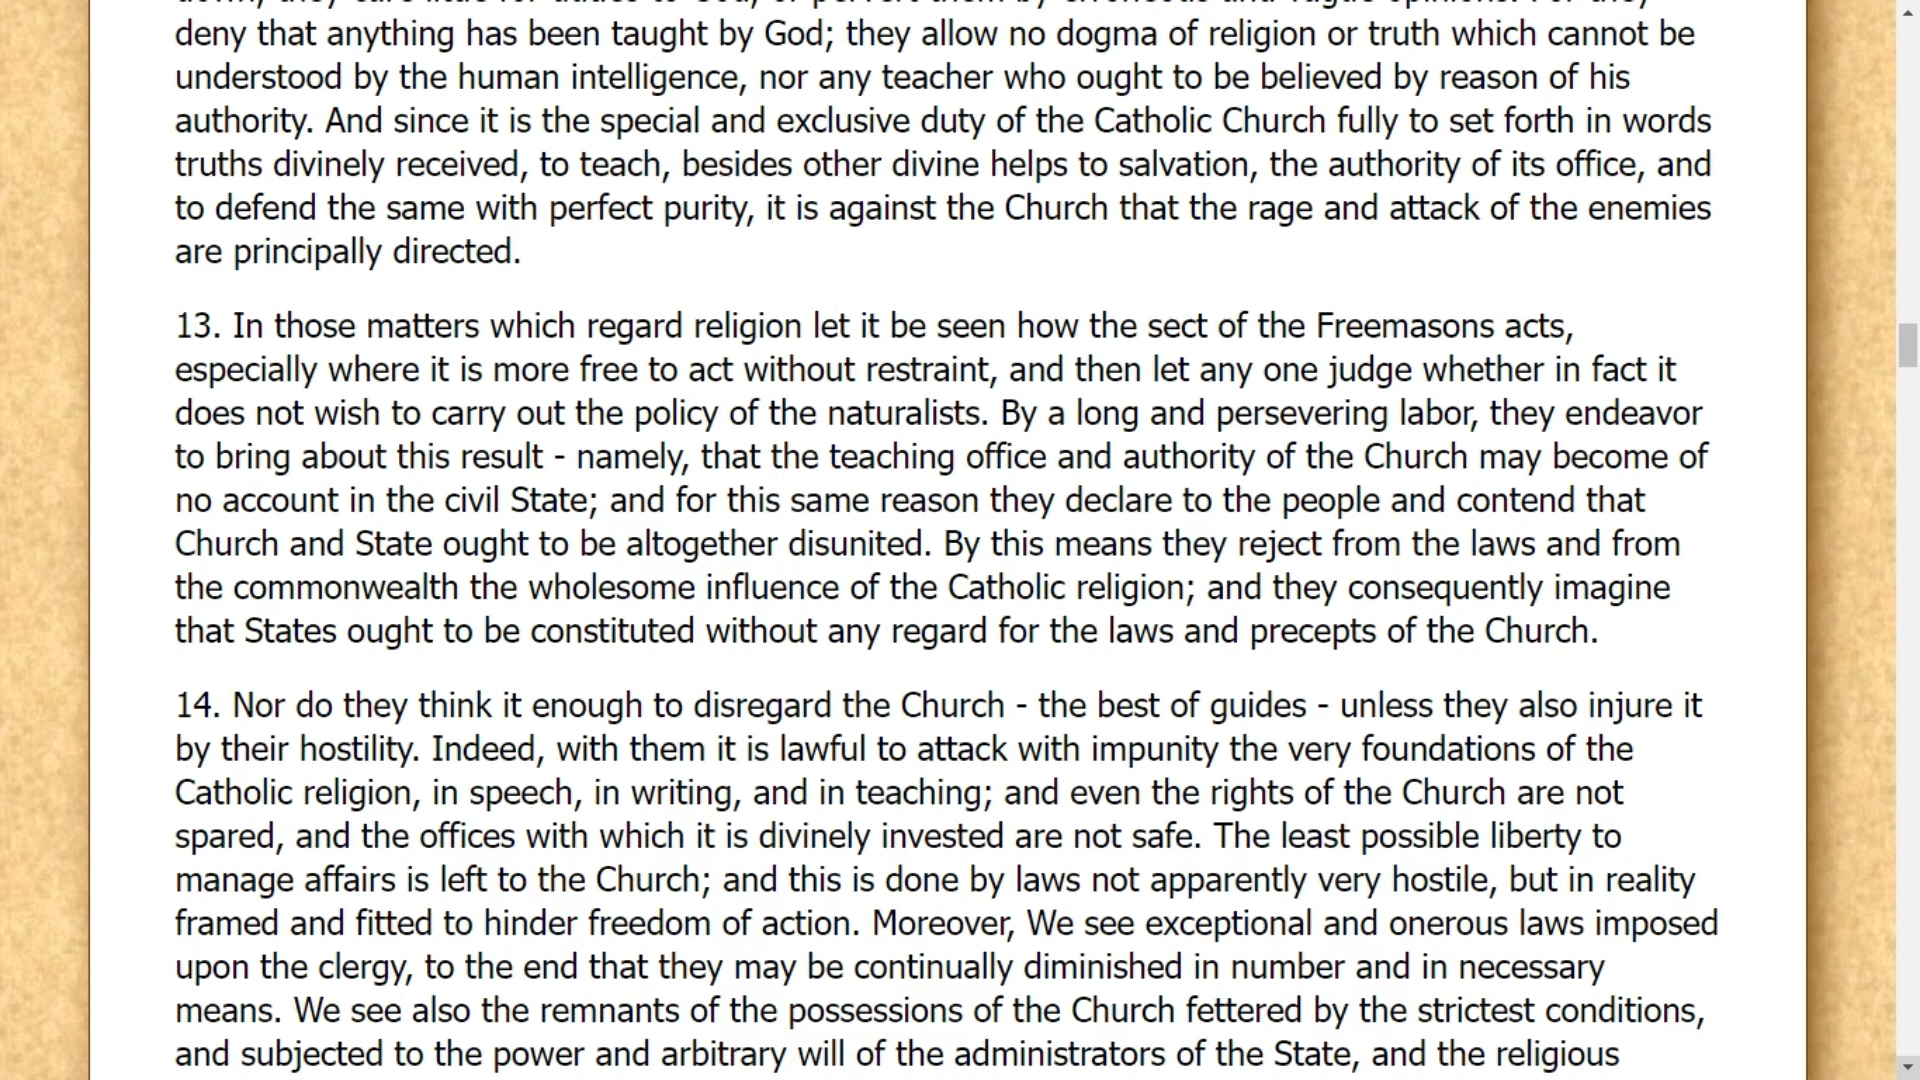 deny that anything has been taught by God; they allow no dogma of religion or truth which cannot be
understood by the human intelligence, nor any teacher who ought to be believed by reason of his
authority. And since it is the special and exclusive duty of the Catholic Church fully to set forth in words
truths divinely received, to teach, besides other divine helps to salvation, the authority of its office, and
to defend the same with perfect purity, it is against the Church that the rage and attack of the enemies
are principally directed.
13. In those matters which regard religion let it be seen how the sect of the Freemasons acts,
especially where it is more free to act without restraint, and then let any one judge whether in fact it
does not wish to carry out the policy of the naturalists. By a long and persevering labor, they endeavor
to bring about this result - namely, that the teaching office and authority of the Church may become of
no account in the civil State; and for this same reason they declare to the people and contend that
Church and State ought to be altogether disunited. By this means they reject from the laws and from
the commonwealth the wholesome influence of the Catholic religion; and they consequently imagine
that States ought to be constituted without any regard for the laws and precepts of the Church.
14. Nor do they think it enough to disregard the Church - the best of guides - unless they also injure it
by their hostility. Indeed, with them it is lawful to attack with impunity the very foundations of the
Catholic religion, in speech, in writing, and in teaching; and even the rights of the Church are not
spared, and the offices with which it is divinely invested are not safe. The least possible liberty to
manage affairs is left to the Church; and this is done by laws not apparently very hostile, but in reality
framed and fitted to hinder freedom of action. Moreover, We see exceptional and onerous laws imposed
upon the clergy, to the end that they may be continually diminished in number and in necessary
means. We see also the remnants of the possessions of the Church fettered by the strictest conditions,
and subjected to the power and arbitrary will of the administrators of the State, and the religious